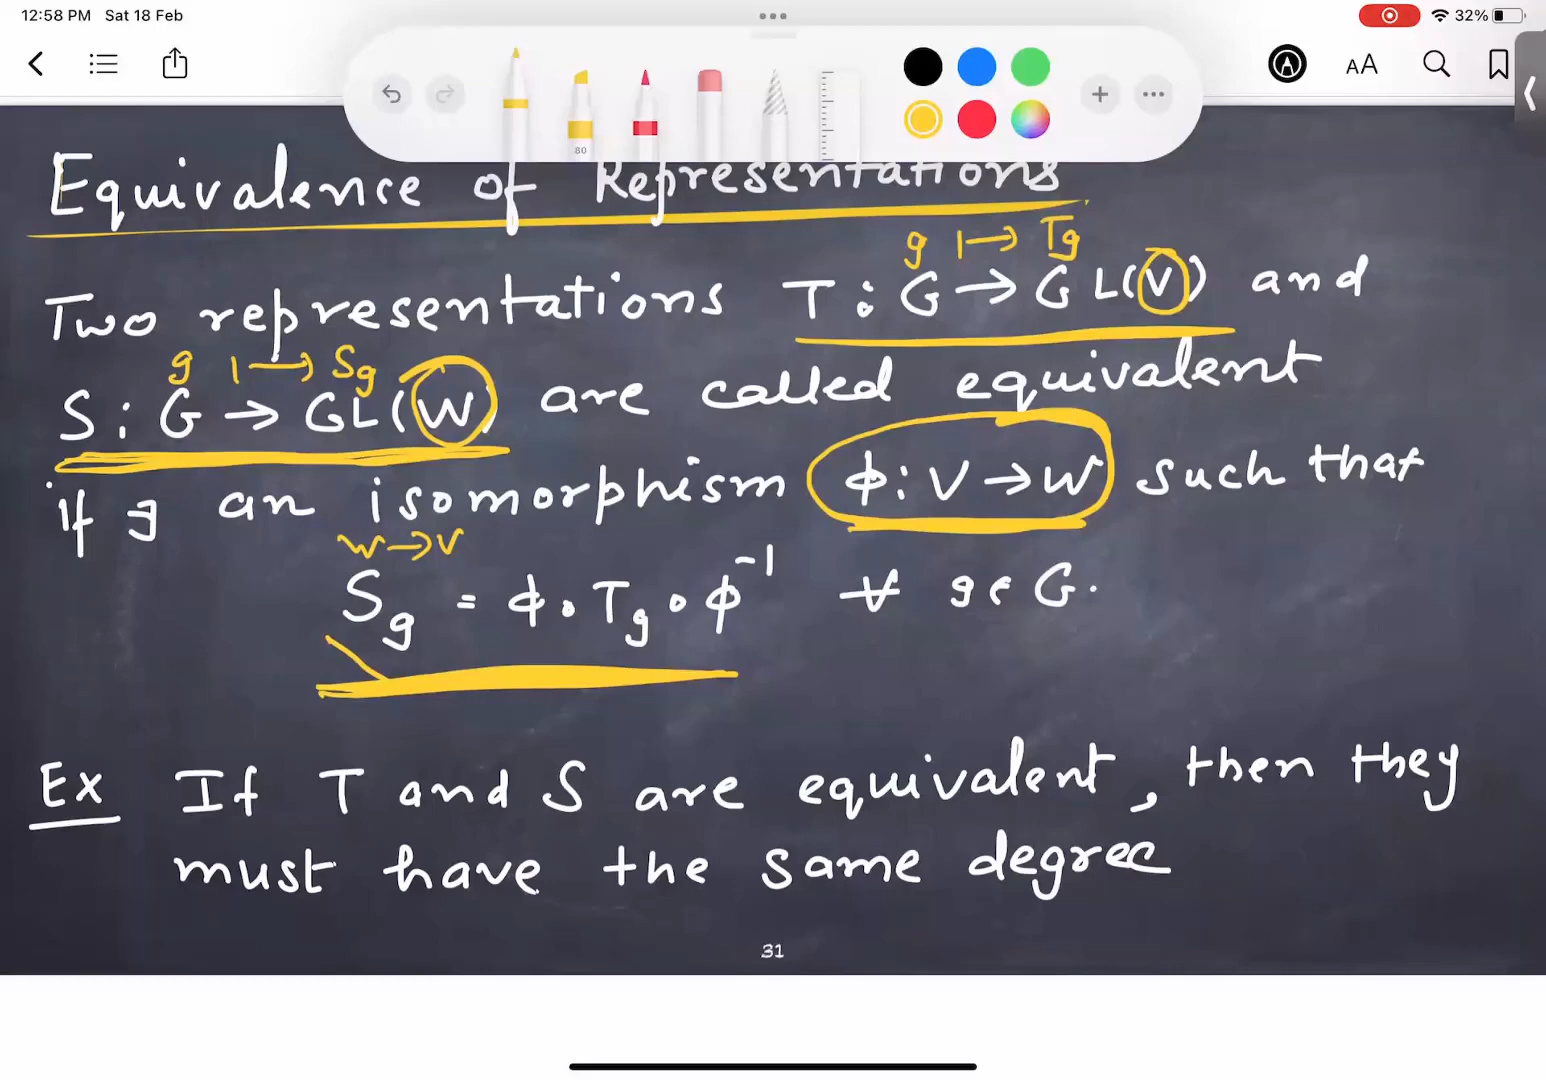 12:58 PM Sat 18 Feb
32%
AA
80
Equivalence of Representations
g ↦ Tg
Two representations T : G → GL(V) and
g ↦ Sg
S : G → GL(W) are called equivalent
if ∃ an isomorphism ϕ : V → W such that
W → V
Sg = ϕ ∘ Tg ∘ ϕ⁻¹ ∀ g ∈ G.
Ex If T and S are equivalent, then they
must have the same degree
31